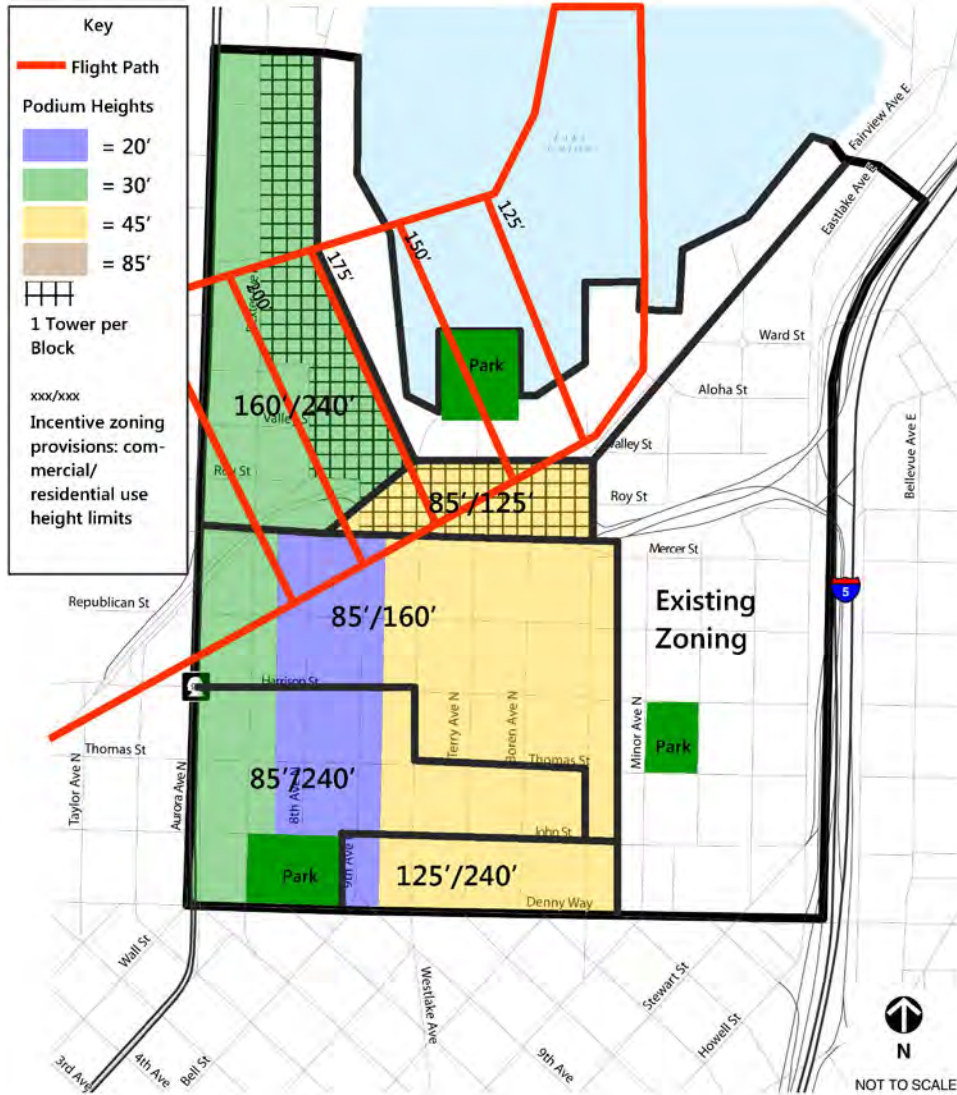 Key
Flight Path
Podium Heights
= 20'
= 30'
= 45'
= 85'
1 Tower per
Block
xxx/xxx
Incentive zoning
provisions: com-
mercial/
residential use
height limits
Fairview Ave E
Eastlake Ave E
125'
150'
175'
200'
Ward St
Park
Aloha St
Bellevue Ave E
160'/240'
Valley St
Valley St
Roy St
85'/125'
Roy St
Mercer St
5
Republican St
85'/160'
Existing
Zoning
Harrison St
Terry Ave N
Boren Ave N
Minor Ave N
Park
Thomas St
Thomas St
Taylor Ave N
Aurora Ave N
85'/240'
8th Ave
John St
Park
9th Ave
125'/240'
Denny Way
Wall St
Westlake Ave
Stewart St
Howell St
N
3rd Ave
4th Ave
Bell St
9th Ave
NOT TO SCALE